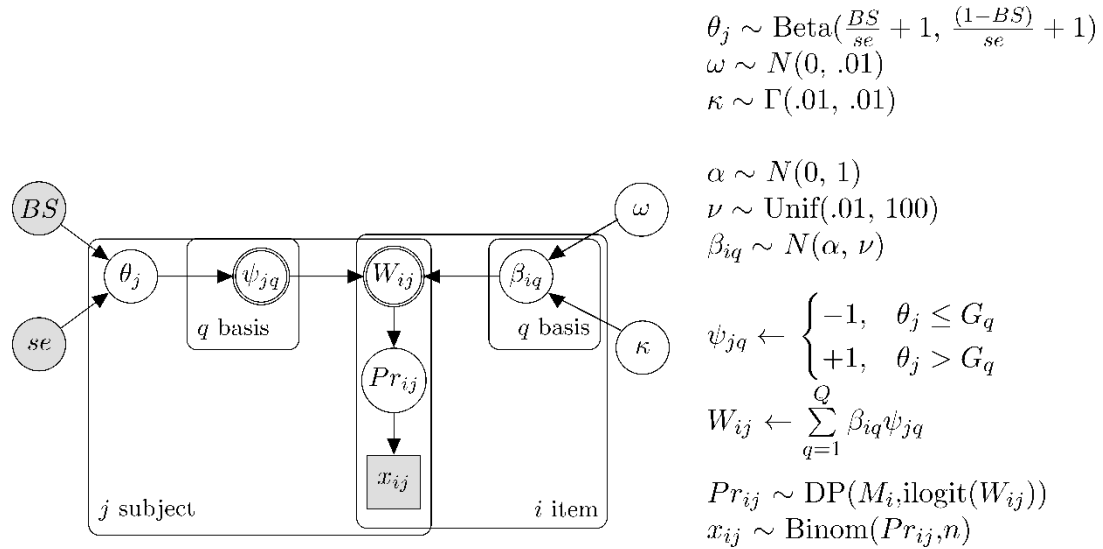 BS
se
θ_j
ψ_jq
q basis
W_ij
Pr_ij
x_ij
β_iq
q basis
ω
κ
j subject
i item
θ_j ∼ Beta(BS/se + 1, (1−BS)/se + 1)
ω ∼ N(0, .01)
κ ∼ Γ(.01, .01)
α ∼ N(0, 1)
ν ∼ Unif(.01, 100)
β_iq ∼ N(α, ν)
ψ_jq ← { −1, θ_j ≤ G_q
+1, θ_j > G_q
W_ij ← ∑_{q=1}^{Q} β_iq ψ_jq
Pr_ij ∼ DP(M_i,ilogit(W_ij))
x_ij ∼ Binom(Pr_ij,n)